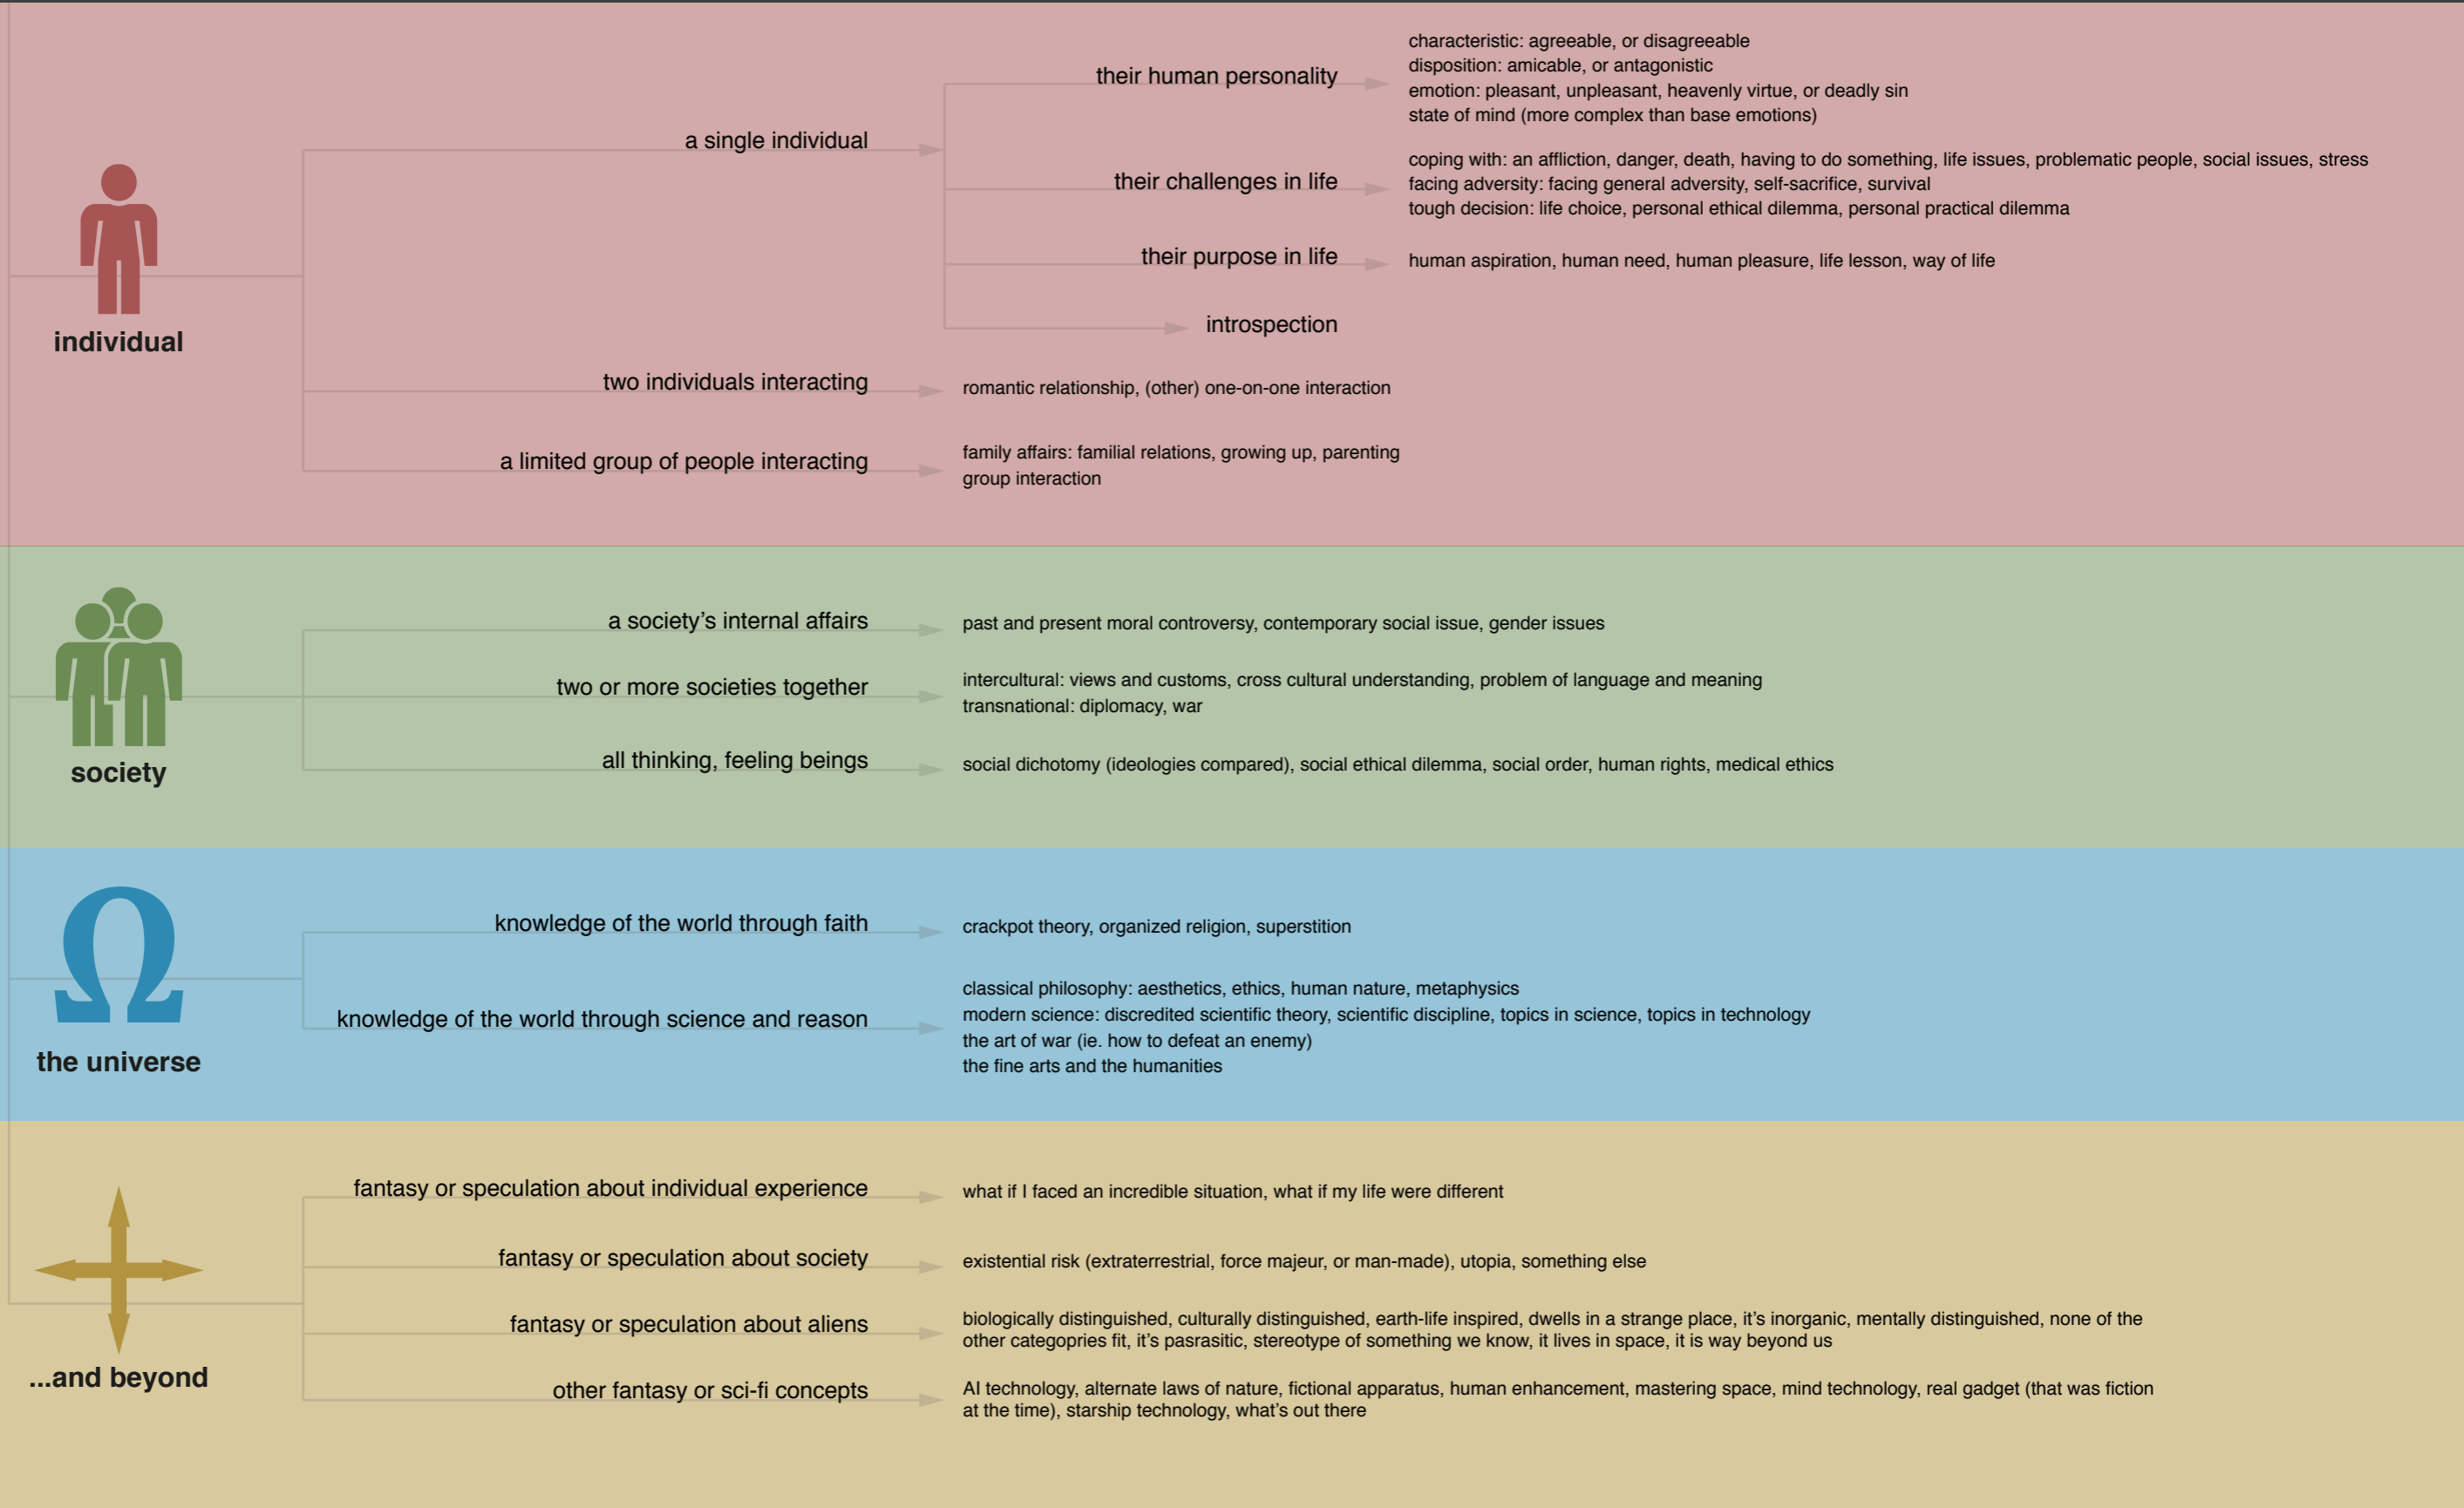 individual
a single individual
their human personality
characteristic: agreeable, or disagreeable
disposition: amicable, or antagonistic
emotion: pleasant, unpleasant, heavenly virtue, or deadly sin
state of mind (more complex than base emotions)
their challenges in life
coping with: an affliction, danger, death, having to do something, life issues, problematic people, social issues, stress
facing adversity: facing general adversity, self-sacrifice, survival
tough decision: life choice, personal ethical dilemma, personal practical dilemma
their purpose in life
human aspiration, human need, human pleasure, life lesson, way of life
introspection
two individuals interacting
romantic relationship, (other) one-on-one interaction
a limited group of people interacting
family affairs: familial relations, growing up, parenting
group interaction
society
a society's internal affairs
past and present moral controversy, contemporary social issue, gender issues
two or more societies together
intercultural: views and customs, cross cultural understanding, problem of language and meaning
transnational: diplomacy, war
all thinking, feeling beings
social dichotomy (ideologies compared), social ethical dilemma, social order, human rights, medical ethics
Ω
the universe
knowledge of the world through faith
crackpot theory, organized religion, superstition
knowledge of the world through science and reason
classical philosophy: aesthetics, ethics, human nature, metaphysics
modern science: discredited scientific theory, scientific discipline, topics in science, topics in technology
the art of war (ie. how to defeat an enemy)
the fine arts and the humanities
...and beyond
fantasy or speculation about individual experience
what if I faced an incredible situation, what if my life were different
fantasy or speculation about society
existential risk (extraterrestrial, force majeur, or man-made), utopia, something else
fantasy or speculation about aliens
biologically distinguished, culturally distinguished, earth-life inspired, dwells in a strange place, it's inorganic, mentally distinguished, none of the
other categopries fit, it's pasrasitic, stereotype of something we know, it lives in space, it is way beyond us
other fantasy or sci-fi concepts
AI technology, alternate laws of nature, fictional apparatus, human enhancement, mastering space, mind technology, real gadget (that was fiction
at the time), starship technology, what's out there